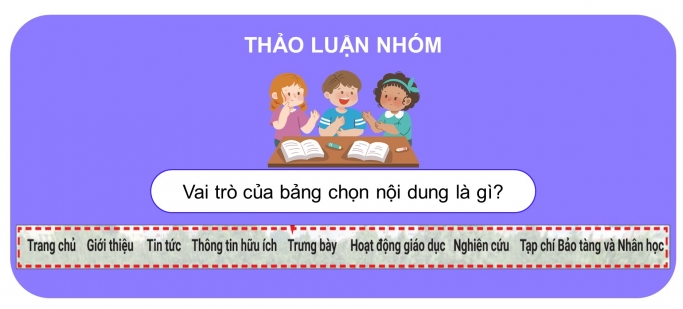 THẢO LUẬN NHÓM
Vai trò của bảng chọn nội dung là gì?
Trang chủ Giới thiệu Tin tức Thông tin hữu ích Trưng bày Hoạt động giáo dục Nghiên cứu Tạp chí Bảo tàng và Nhân học